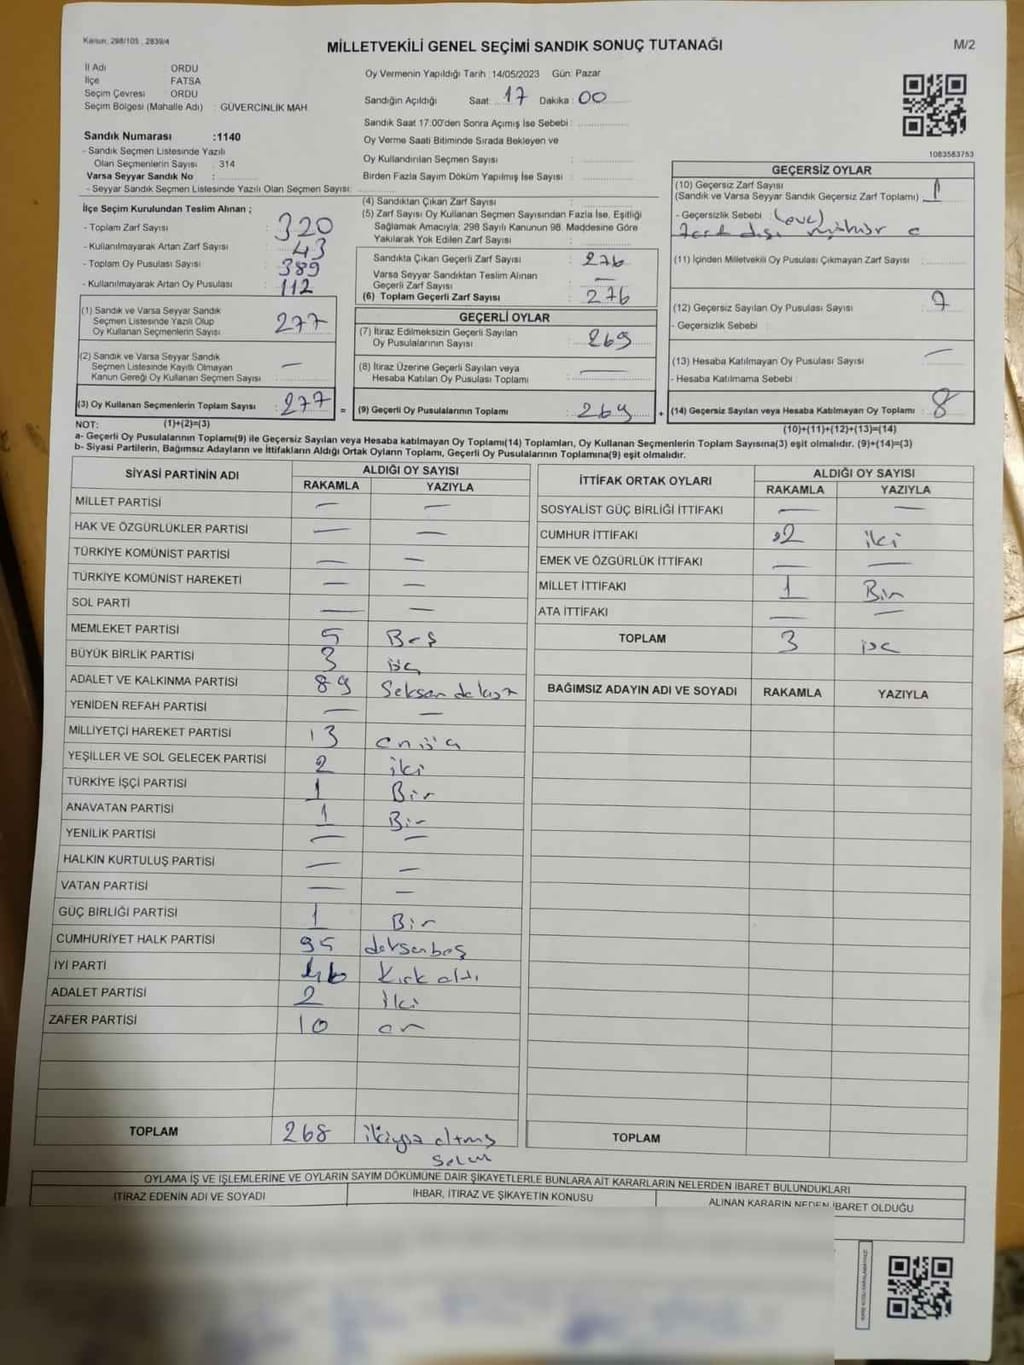 Kanun, 298/105 , 2839/4
MİLLETVEKİLİ GENEL SEÇİMİ SANDIK SONUÇ TUTANAĞI
M/2
İl Adı ORDU
İlçe FATSA
Seçim Çevresi ORDU
Seçim Bölgesi (Mahalle Adı) : GÜVERCİNLİK MAH
Sandık Numarası :1140
- Sandık Seçmen Listesinde Yazılı
Olan Seçmenlerin Sayısı : 314
Varsa Seyyar Sandık No :
- Seyyar Sandık Seçmen Listesinde Yazılı Olan Seçmen Sayısı:
Oy Vermenin Yapıldığı Tarih :14/05/2023 Gün: Pazar
Sandığın Açıldığı Saat: 17 Dakika : 00
Sandık Saat 17:00'den Sonra Açımış İse Sebebi :
Oy Verme Saati Bitiminde Sırada Bekleyen ve
Oy Kullandırılan Seçmen Sayısı :
Birden Fazla Sayım Döküm Yapılmış İse Sayısı :
1083583753
İlçe Seçim Kurulundan Teslim Alınan ;
- Toplam Zarf Sayısı : 320
- Kullanılmayarak Artan Zarf Sayısı : 43
- Toplam Oy Pusulası Sayısı : 389
- Kullanılmayarak Artan Oy Pusulası : 112
(1) Sandık ve Varsa Seyyar Sandık
Seçmen Listesinde Yazılı Olup
Oy Kullanan Seçmenlerin Sayısı : 277
(2) Sandık ve Varsa Seyyar Sandık
Seçmen Listesinde Kayıtlı Olmayan
Kanun Gereği Oy Kullanan Seçmen Sayısı : —
(3) Oy Kullanan Seçmenlerin Toplam Sayısı : 277
(1)+(2)=(3)
(4) Sandıktan Çıkan Zarf Sayısı :
(5) Zarf Sayısı Oy Kullanan Seçmen Sayısından Fazla İse, Eşitliği
Sağlamak Amacıyla; 298 Sayılı Kanunun 98. Maddesine Göre
Yakılarak Yok Edilen Zarf Sayısı :
Sandıkta Çıkan Geçerli Zarf Sayısı : 276
Varsa Seyyar Sandıktan Teslim Alınan
Geçerli Zarf Sayısı : —
(6) Toplam Geçerli Zarf Sayısı : 276
GEÇERLİ OYLAR
(7) İtiraz Edilmeksizin Geçerli Sayılan
Oy Pusulalarının Sayısı : 269
(8) İtiraz Üzerine Geçerli Sayılan veya
Hesaba Katılan Oy Pusulası Toplamı : —
= (9) Geçerli Oy Pusulalarının Toplamı : 269 +
GEÇERSİZ OYLAR
(10) Geçersiz Zarf Sayısı
(Sandık ve Varsa Seyyar Sandık Geçersiz Zarf Toplamı) : 1
- Geçersizlik Sebebi : (evet)
Zarf dışı mühür
(11) İçinden Milletvekili Oy Pusulası Çıkmayan Zarf Sayısı :
(12) Geçersiz Sayılan Oy Pusulası Sayısı : 7
- Geçersizlik Sebebi :
(13) Hesaba Katılmayan Oy Pusulası Sayısı : —
- Hesaba Katılmama Sebebi :
(14) Geçersiz Sayılan veya Hesaba Katılmayan Oy Toplamı : 8
(10)+(11)+(12)+(13)=(14)
NOT:
a- Geçerli Oy Pusulalarının Toplamı(9) ile Geçersiz Sayılan veya Hesaba katılmayan Oy Toplamı(14) Toplamları, Oy Kullanan Seçmenlerin Toplam Sayısına(3) eşit olmalıdır. (9)+(14)=(3)
b- Siyasi Partilerin, Bağımsız Adayların ve İttifakların Aldığı Ortak Oyların Toplamı, Geçerli Oy Pusulalarının Toplamına(9) eşit olmalıdır.
SİYASİ PARTİNİN ADI ALDIĞI OY SAYISI
RAKAMLA YAZIYLA
MİLLET PARTİSİ — —
HAK VE ÖZGÜRLÜKLER PARTİSİ — —
TÜRKİYE KOMÜNİST PARTİSİ — —
TÜRKİYE KOMÜNİST HAREKETİ — —
SOL PARTİ — —
MEMLEKET PARTİSİ 5 Beş
BÜYÜK BİRLİK PARTİSİ 3 üç
ADALET VE KALKINMA PARTİSİ 89 Seksen dokuz
YENİDEN REFAH PARTİSİ — —
MİLLİYETÇİ HAREKET PARTİSİ 13 onüç
YEŞİLLER VE SOL GELECEK PARTİSİ 2 iki
TÜRKİYE İŞÇİ PARTİSİ 1 Bir
ANAVATAN PARTİSİ 1 Bir
YENİLİK PARTİSİ — —
HALKIN KURTULUŞ PARTİSİ — —
VATAN PARTİSİ — —
GÜÇ BİRLİĞİ PARTİSİ 1 Bir
CUMHURİYET HALK PARTİSİ 95 doksanbeş
İYİ PARTİ 46 Kırk altı
ADALET PARTİSİ 2 İki
ZAFER PARTİSİ 10 on
TOPLAM 268 ikiyüz altmış
Sekiz
İTTİFAK ORTAK OYLARI ALDIĞI OY SAYISI
RAKAMLA YAZIYLA
SOSYALİST GÜÇ BİRLİĞİ İTTİFAKI — —
CUMHUR İTTİFAKI 2 iki
EMEK VE ÖZGÜRLÜK İTTİFAKI — —
MİLLET İTTİFAKI 1 Bir
ATA İTTİFAKI — —
TOPLAM 3 üç
BAĞIMSIZ ADAYIN ADI VE SOYADI RAKAMLA YAZIYLA
TOPLAM
OYLAMA İŞ VE İŞLEMLERİNE VE OYLARIN SAYIM DÖKÜMÜNE DAİR ŞİKAYETLERLE BUNLARA AİT KARARLARIN NELERDEN İBARET BULUNDUKLARI
İTİRAZ EDENİN ADI VE SOYADI İHBAR, İTİRAZ VE ŞİKAYETİN KONUSU ALINAN KARARIN NEDEN İBARET OLDUĞU